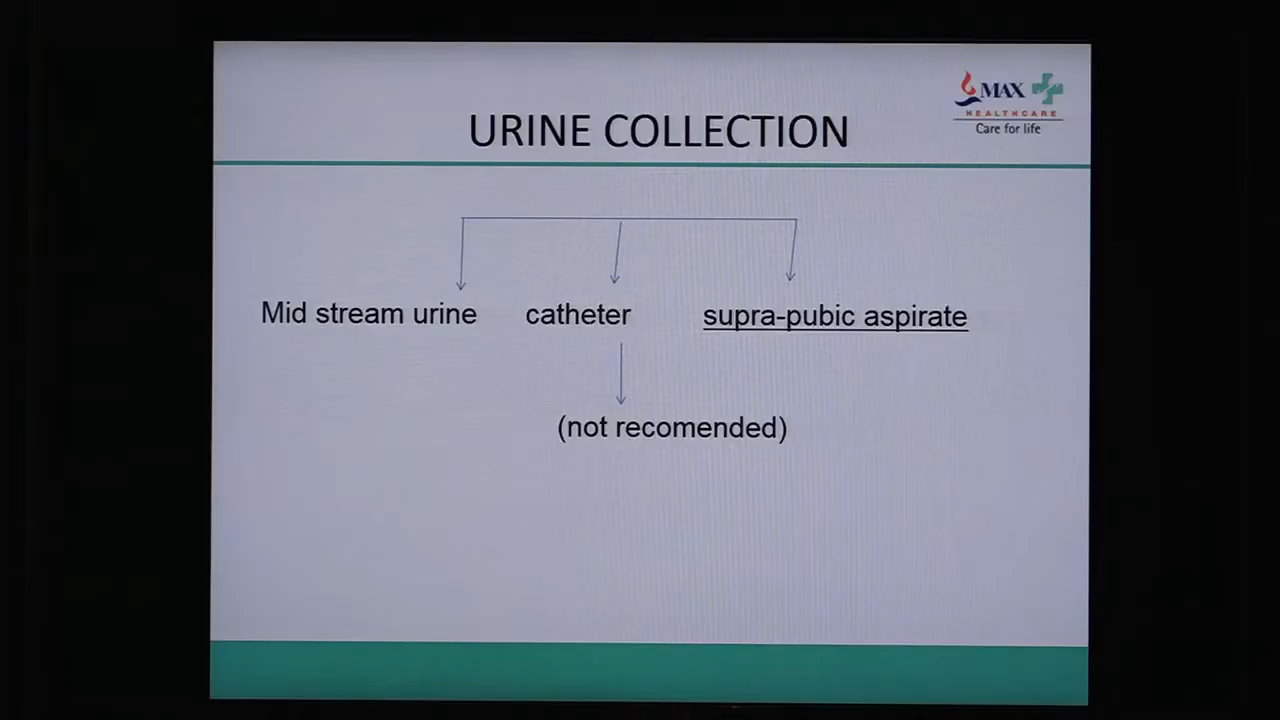 MAX
HEALTHCARE
Care for life
URINE COLLECTION
Mid stream urine catheter supra-pubic aspirate
(not recomended)